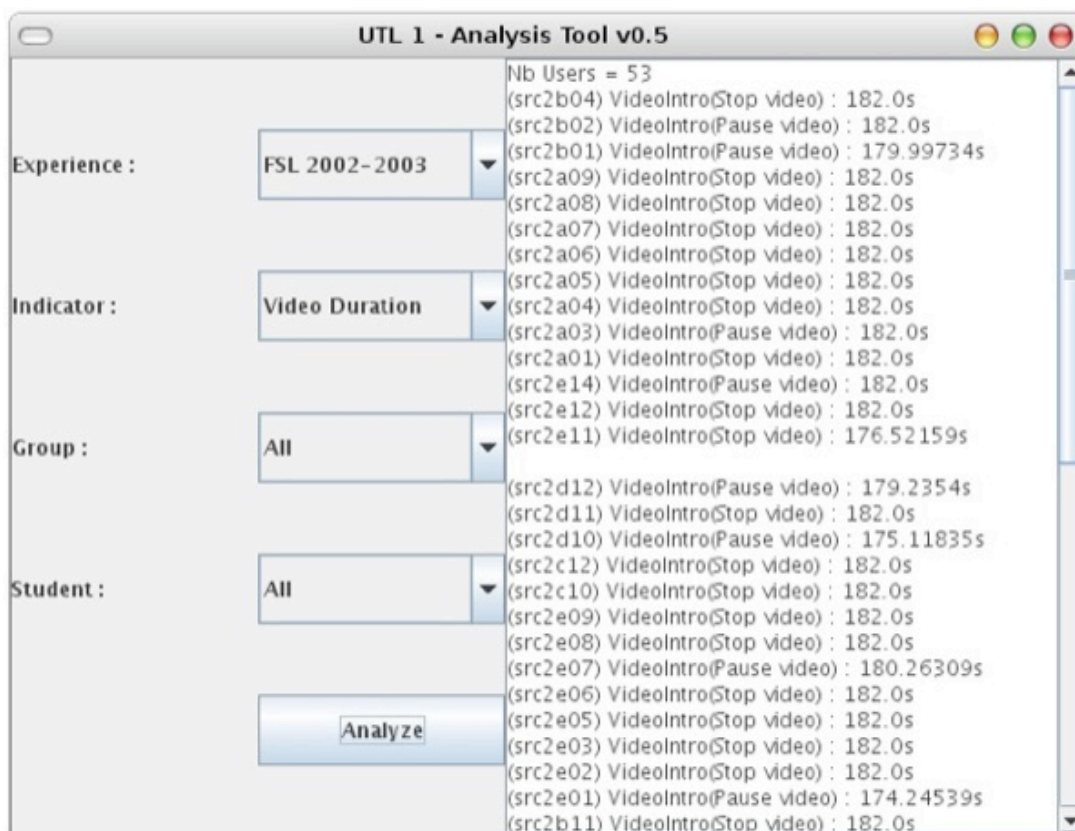 UTL 1 - Analysis Tool v0.5
Experience :
FSL 2002-2003
Indicator :
Video Duration
Group :
All
Student :
All
Analyze
Nb Users = 53
(src2b04) VideoIntro(Stop video) : 182.0s
(src2b02) VideoIntro(Pause video) : 182.0s
(src2b01) VideoIntro(Pause video) : 179.99734s
(src2a09) VideoIntro(Stop video) : 182.0s
(src2a08) VideoIntro(Stop video) : 182.0s
(src2a07) VideoIntro(Stop video) : 182.0s
(src2a06) VideoIntro(Stop video) : 182.0s
(src2a05) VideoIntro(Stop video) : 182.0s
(src2a04) VideoIntro(Stop video) : 182.0s
(src2a03) VideoIntro(Pause video) : 182.0s
(src2a01) VideoIntro(Stop video) : 182.0s
(src2e14) VideoIntro(Pause video) : 182.0s
(src2e12) VideoIntro(Stop video) : 182.0s
(src2e11) VideoIntro(Stop video) : 176.52159s
(src2d12) VideoIntro(Pause video) : 179.2354s
(src2d11) VideoIntro(Stop video) : 182.0s
(src2d10) VideoIntro(Pause video) : 175.11835s
(src2c12) VideoIntro(Stop video) : 182.0s
(src2c10) VideoIntro(Stop video) : 182.0s
(src2e09) VideoIntro(Stop video) : 182.0s
(src2e08) VideoIntro(Stop video) : 182.0s
(src2e07) VideoIntro(Pause video) : 180.26309s
(src2e06) VideoIntro(Stop video) : 182.0s
(src2e05) VideoIntro(Stop video) : 182.0s
(src2e03) VideoIntro(Stop video) : 182.0s
(src2e02) VideoIntro(Stop video) : 182.0s
(src2e01) VideoIntro(Pause video) : 174.24539s
(src2b11) VideoIntro(Stop video) : 182.0s